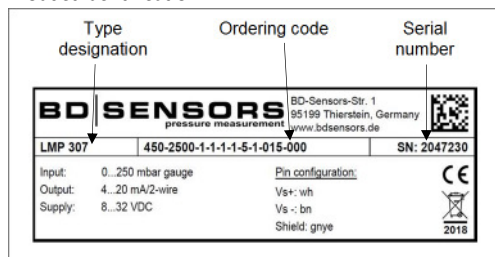 Type designation
Ordering code
Serial number
BD SENSORS
pressure measurement
BD-Sensors-Str. 1
95199 Thierstein, Germany
www.bdsensors.de
LMP 307
450-2500-1-1-1-1-5-1-015-000
SN: 2047230
Input: 0...250 mbar gauge
Output: 4...20 mA/2-wire
Supply: 8...32 VDC
Pin configuration:
Vs+: wh
Vs -: bn
Shield: gnye
CE
2018